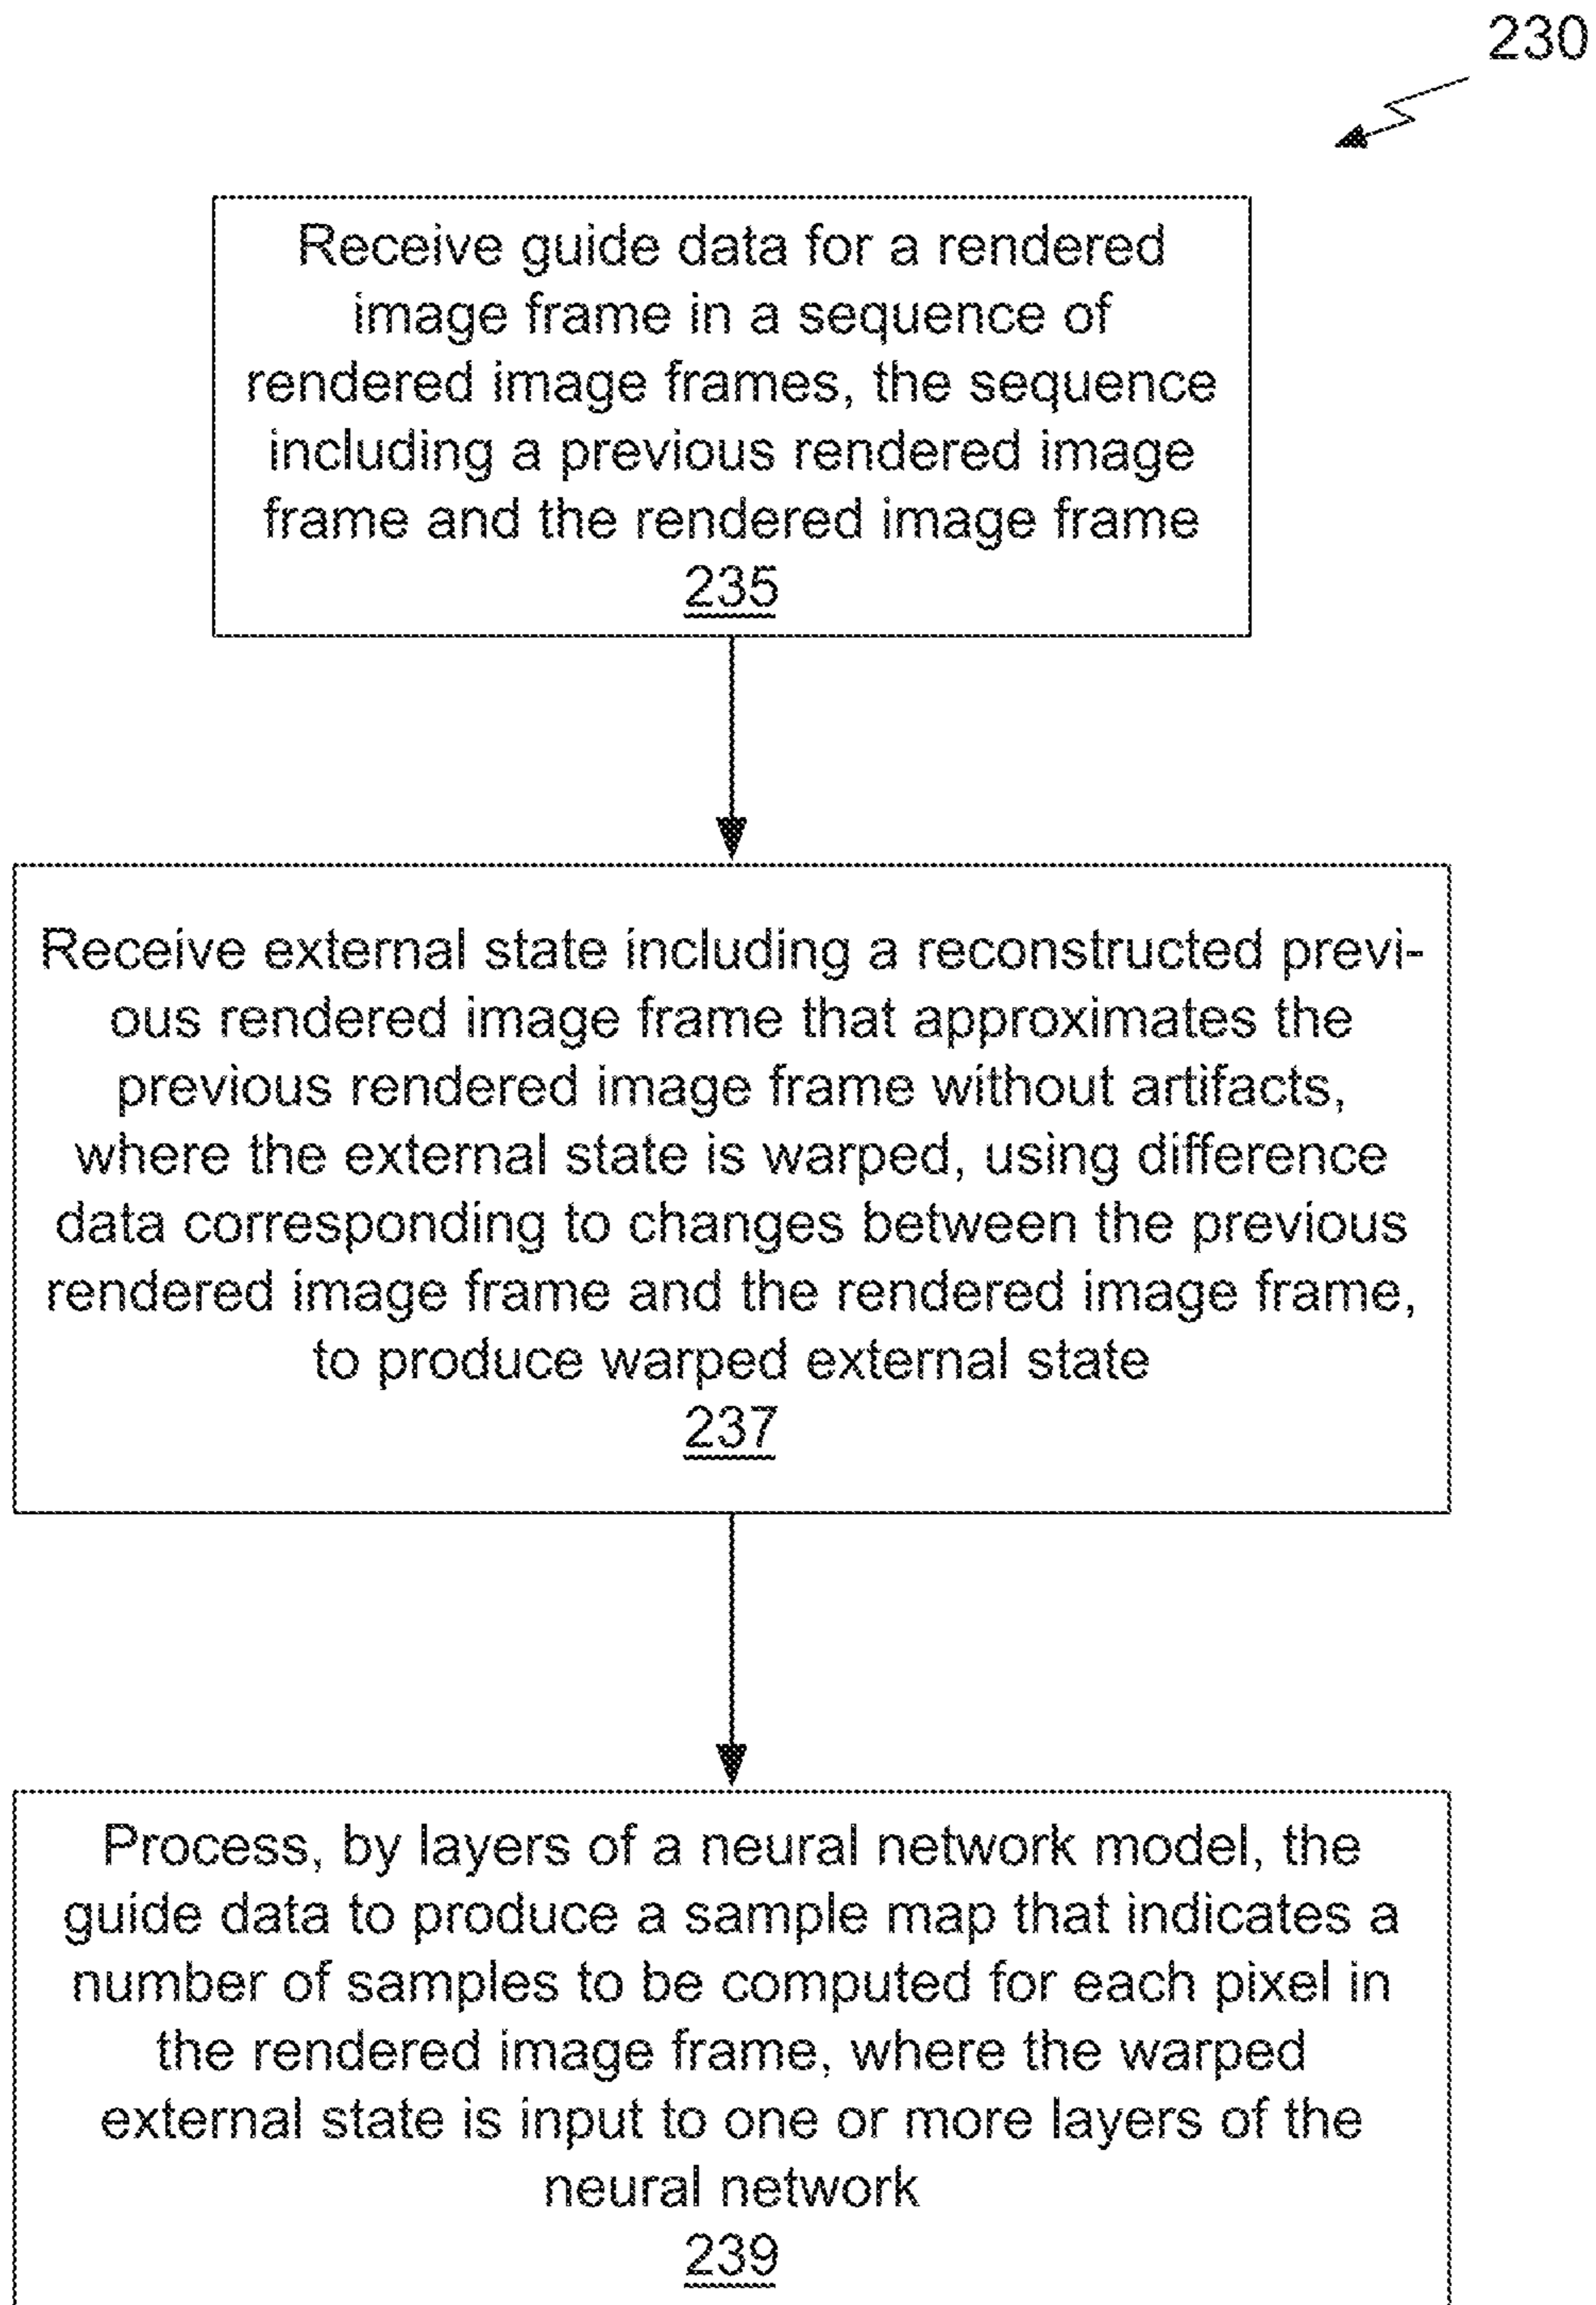 230
Receive guide data for a rendered
image frame in a sequence of
rendered image frames, the sequence
including a previous rendered image
frame and the rendered image frame
235
Receive external state including a reconstructed previ-
ous rendered image frame that approximates the
previous rendered image frame without artifacts,
where the external state is warped, using difference
data corresponding to changes between the previous
rendered image frame and the rendered image frame,
to produce warped external state
237
Process, by layers of a neural network model, the
guide data to produce a sample map that indicates a
number of samples to be computed for each pixel in
the rendered image frame, where the warped
external state is input to one or more layers of the
neural network
239